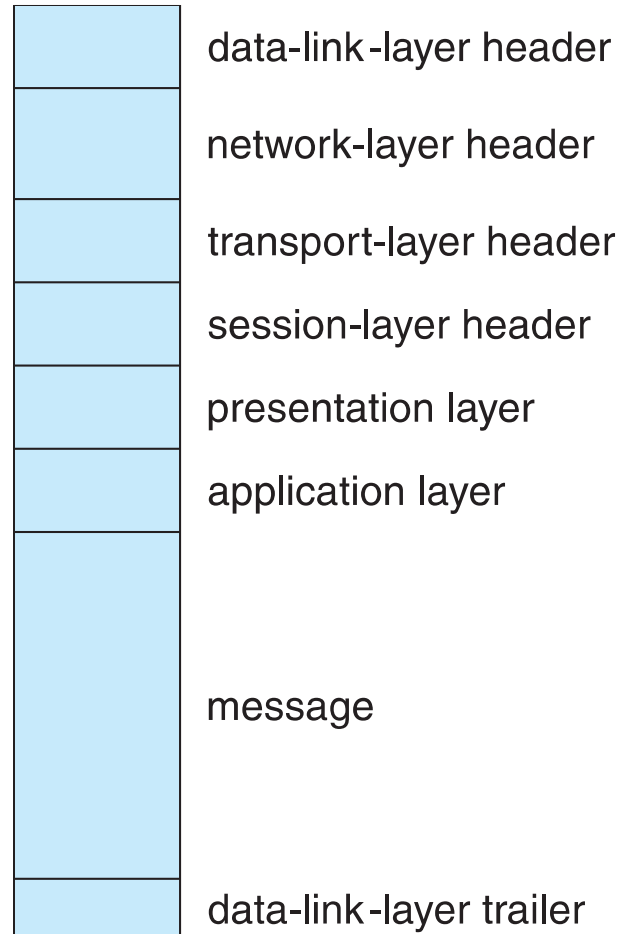 data-link-layer header
network-layer header
transport-layer header
session-layer header
presentation layer
application layer
message
data-link-layer trailer